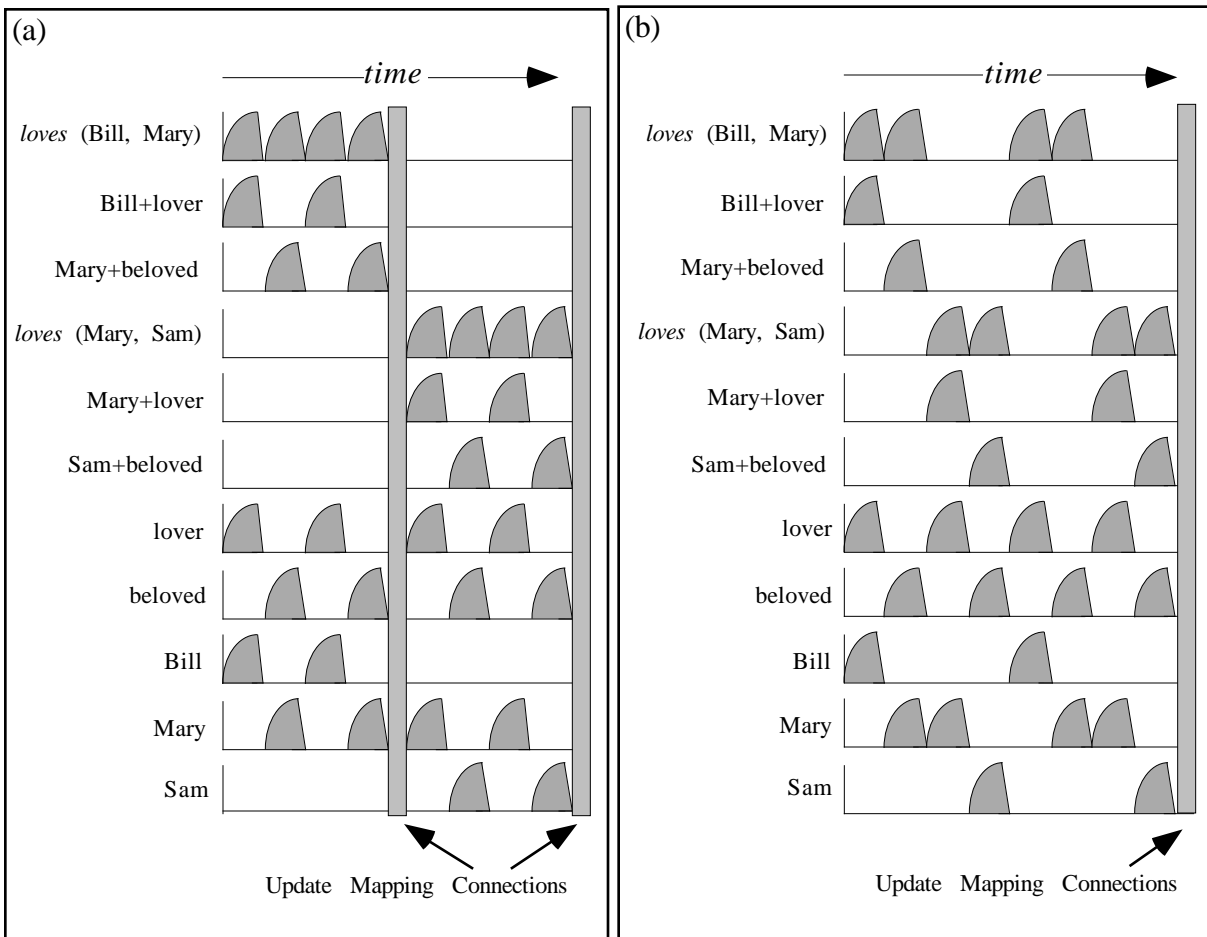 (a)
time
loves (Bill, Mary)
Bill+lover
Mary+beloved
loves (Mary, Sam)
Mary+lover
Sam+beloved
lover
beloved
Bill
Mary
Sam
Update Mapping Connections
(b)
time
loves (Bill, Mary)
Bill+lover
Mary+beloved
loves (Mary, Sam)
Mary+lover
Sam+beloved
lover
beloved
Bill
Mary
Sam
Update Mapping Connections